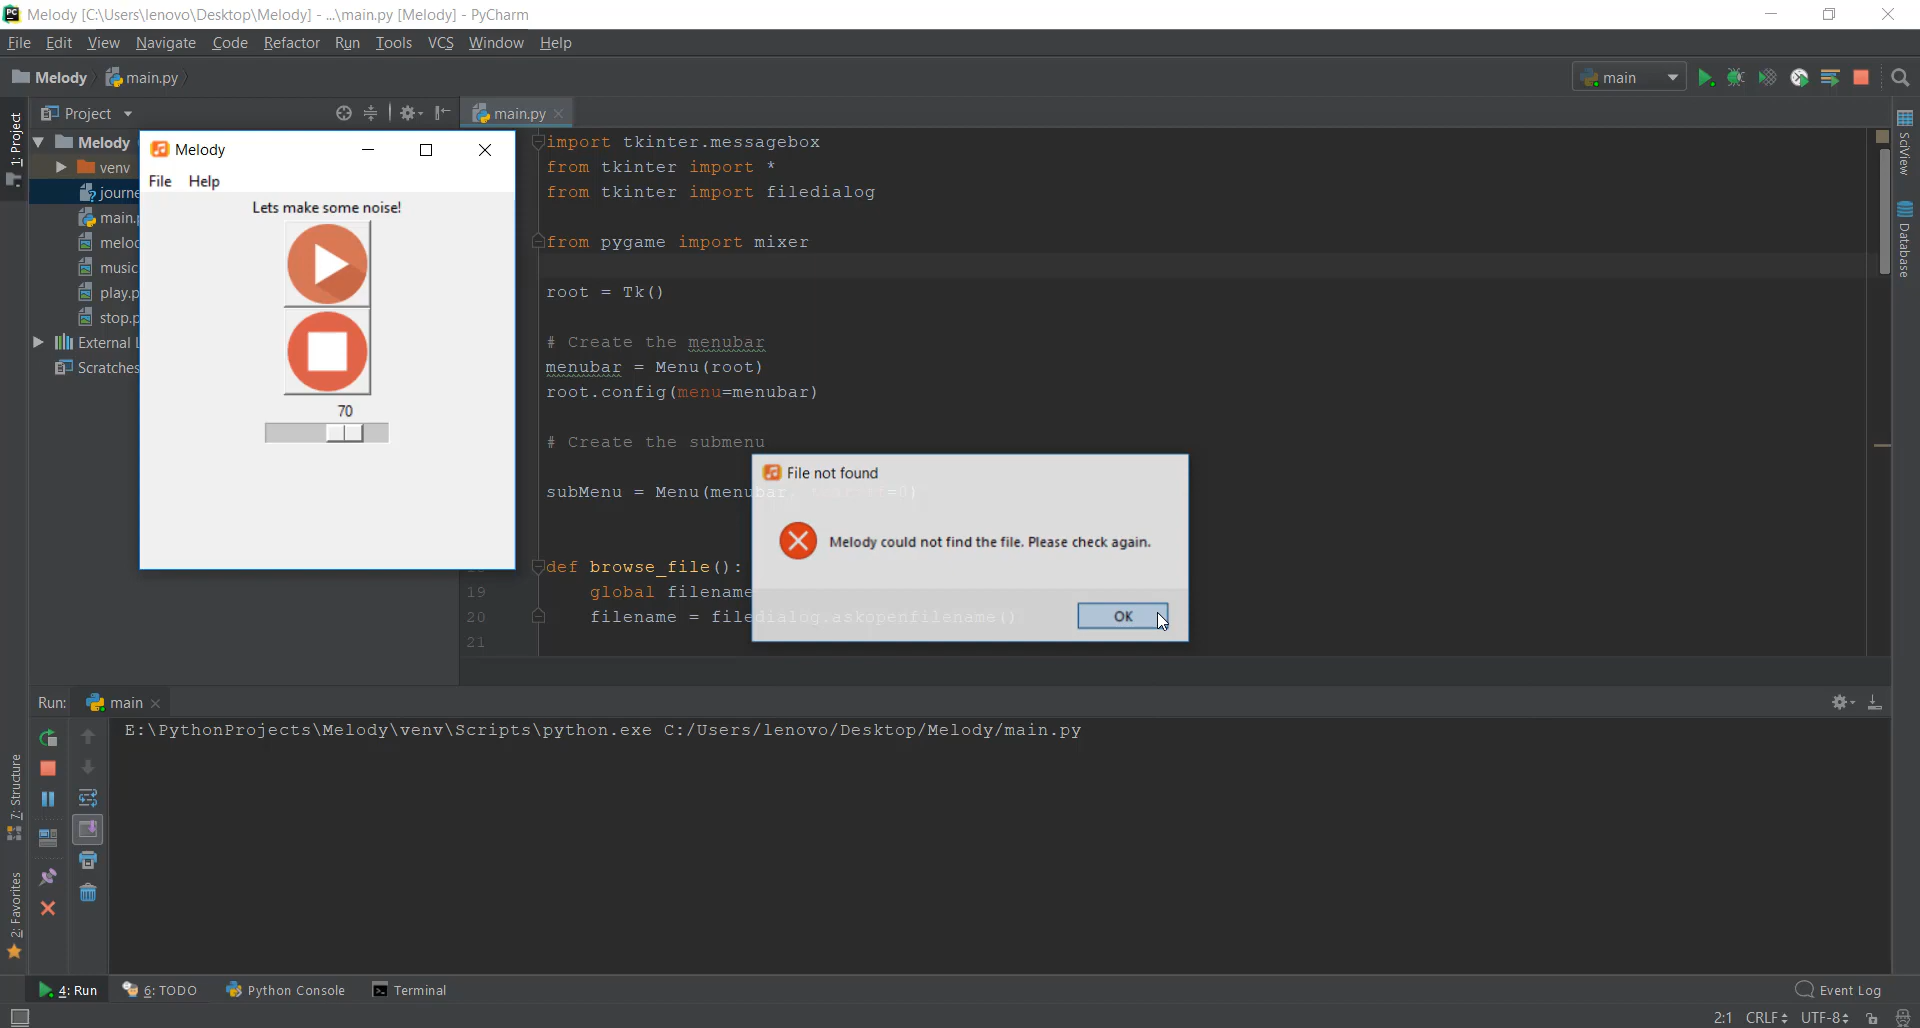 Melody [C:\Users\lenovo\Desktop\Melody] - ...\main.py [Melody] - PyCharm
File Edit View Navigate Code Refactor Run Tools VCS Window Help
Melody main.py main
1: Project
Project
main.py
Melody
venv
journe
main.
meloc
music
play.p
stop.p
External L
Scratches
Melody
File Help
Lets make some noise!
70
import tkinter.messagebox
from tkinter import *
from tkinter import filedialog
from pygame import mixer
root = Tk()
# Create the menubar
menubar = Menu(root)
root.config(menu=menubar)
# Create the submenu
subMenu = Menu(menubar, =0)
def browse_file():
19 global filename
20 filename = filedialog.askopenfilename()
21
File not found
Melody could not find the file. Please check again.
OK
SciView
Database
Run: main
E:\PythonProjects\Melody\venv\Scripts\python.exe C:/Users/lenovo/Desktop/Melody/main.py
7: Structure
2: Favorites
4: Run 6: TODO Python Console Terminal Event Log
2:1 CRLF UTF-8